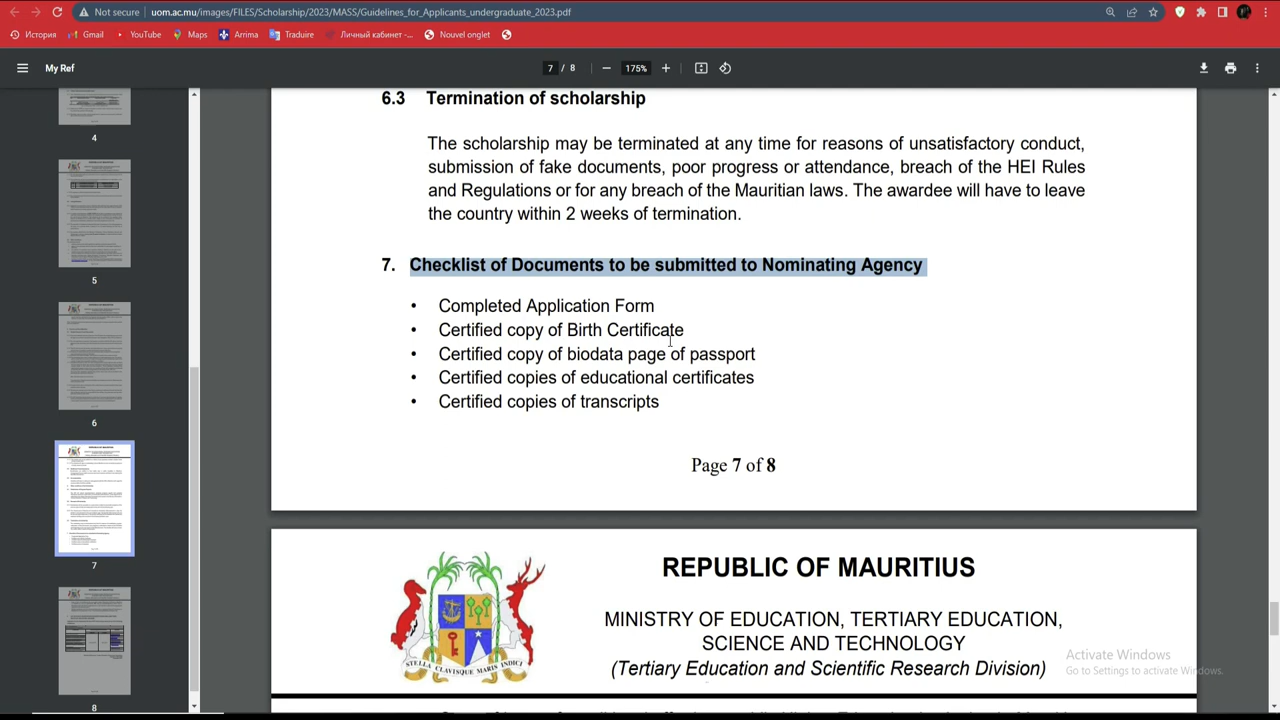 Not secure | uom.ac.mu/images/FILES/Scholarship/2023/MASS/Guidelines_for_Applicants_undergraduate_2023.pdf
История Gmail YouTube Maps Arrima Traduire Личный кабинет -... Nouvel onglet
My Ref 7 / 8 175%
4
5
6
7
8
6.3 Termination of scholarship
The scholarship may be terminated at any time for reasons of unsatisfactory conduct,
submission of fake documents, poor progress or attendance, breach of the HEI Rules
and Regulations or for any breach of the Mauritian laws. The awardee will have to leave
the country within 2 weeks of termination.
7. Checklist of Documents to be submitted to Nominating Agency
• Completed Application Form
• Certified copy of Birth Certificate
• Certified copy of biodata page of passport
• Certified copies of educational certificates
• Certified copies of transcripts
Page 7 of 8
REPUBLIC OF MAURITIUS
MINISTRY OF EDUCATION, TERTIARY EDUCATION,
SCIENCE AND TECHNOLOGY
(Tertiary Education and Scientific Research Division)
STELLA CLAVISQUE MARIS INDICI
Activate Windows
Go to Settings to activate Windows.